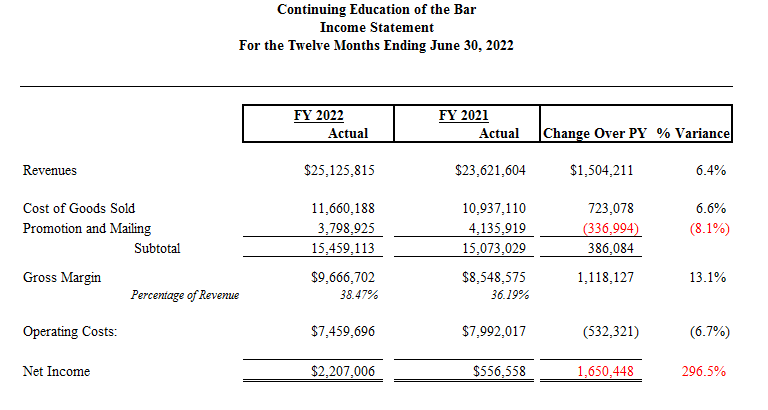 Continuing Education of the Bar
Income Statement
For the Twelve Months Ending June 30, 2022
FY 2022 FY 2021
Actual Actual Change Over PY % Variance
Revenues $25,125,815 $23,621,604 $1,504,211 6.4%
Cost of Goods Sold 11,660,188 10,937,110 723,078 6.6%
Promotion and Mailing 3,798,925 4,135,919 (336,994) (8.1%)
Subtotal 15,459,113 15,073,029 386,084
Gross Margin $9,666,702 $8,548,575 1,118,127 13.1%
Percentage of Revenue 38.47% 36.19%
Operating Costs: $7,459,696 $7,992,017 (532,321) (6.7%)
Net Income $2,207,006 $556,558 1,650,448 296.5%